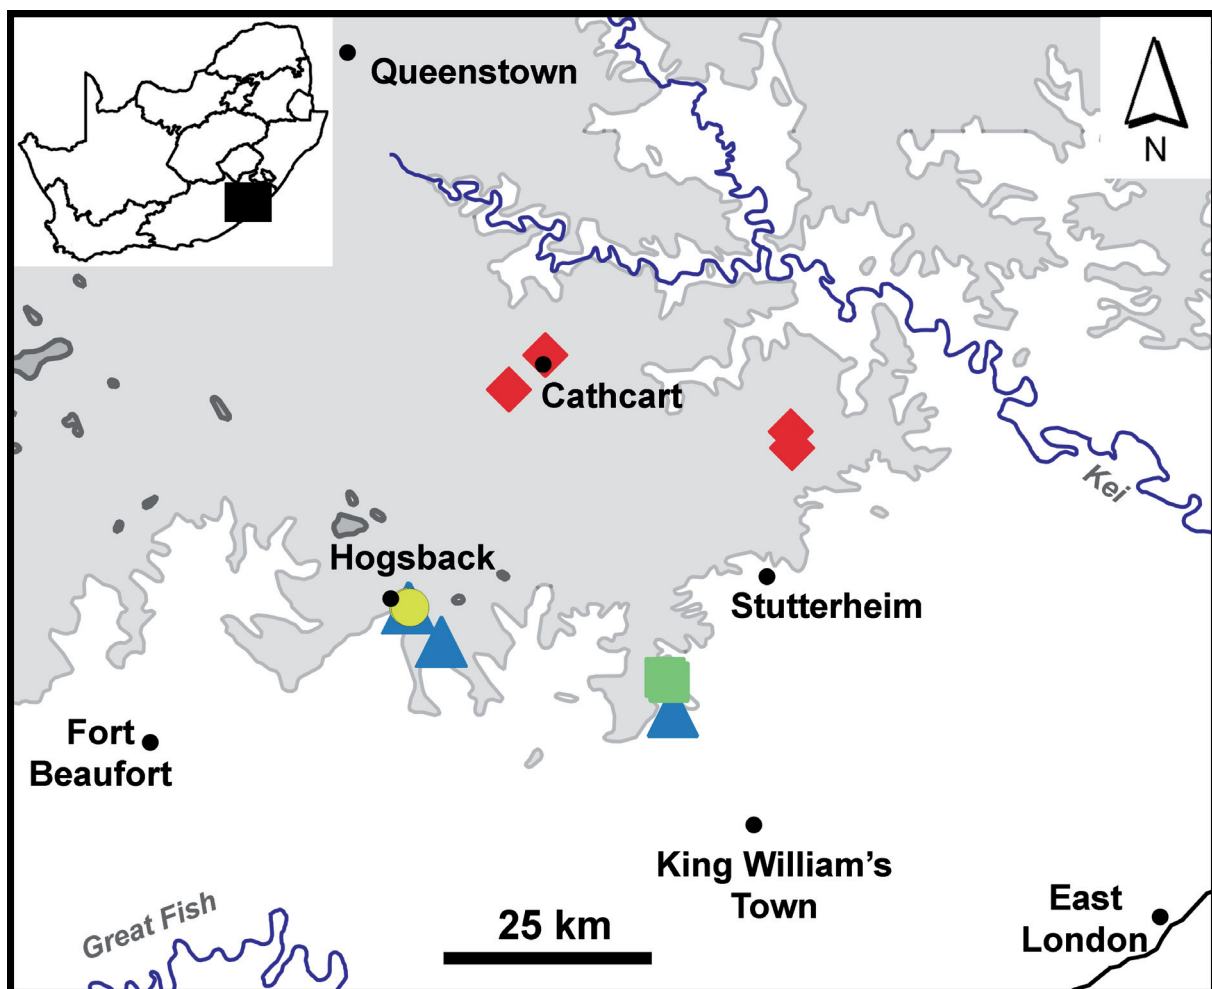 Queenstown
N
Cathcart
Kei
Hogsback
Stutterheim
Fort
Beaufort
King William’s
Town
East
London
Great Fish
25 km